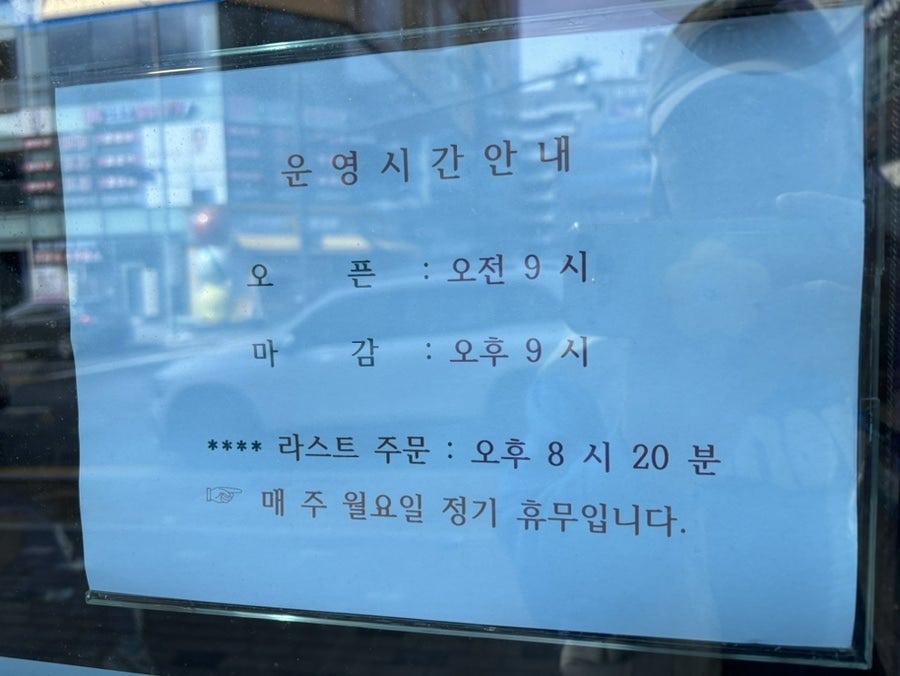 운영시간안내
오 픈 : 오전 9 시
마 감 : 오후 9 시
**** 라스트 주문 : 오후 8 시 20 분
☞ 매 주 월요일 정기 휴무입니다.